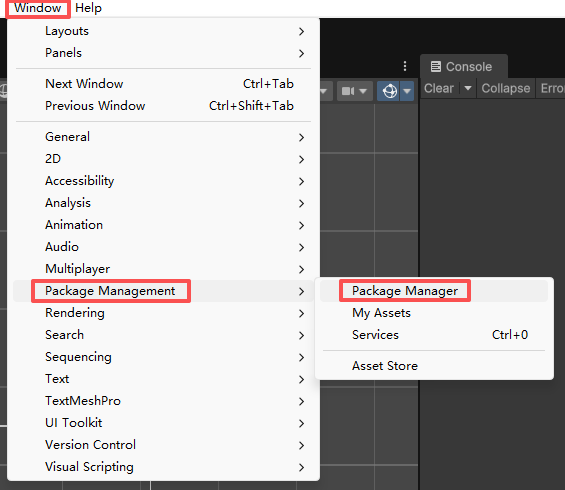 Window Help
Layouts
Panels
Next Window Ctrl+Tab
Previous Window Ctrl+Shift+Tab
General
2D
Accessibility
Analysis
Animation
Audio
Multiplayer
Package Management
Rendering
Search
Sequencing
Text
TextMeshPro
UI Toolkit
Version Control
Visual Scripting
Package Manager
My Assets
Services Ctrl+0
Asset Store
Console
Clear Collapse Erro